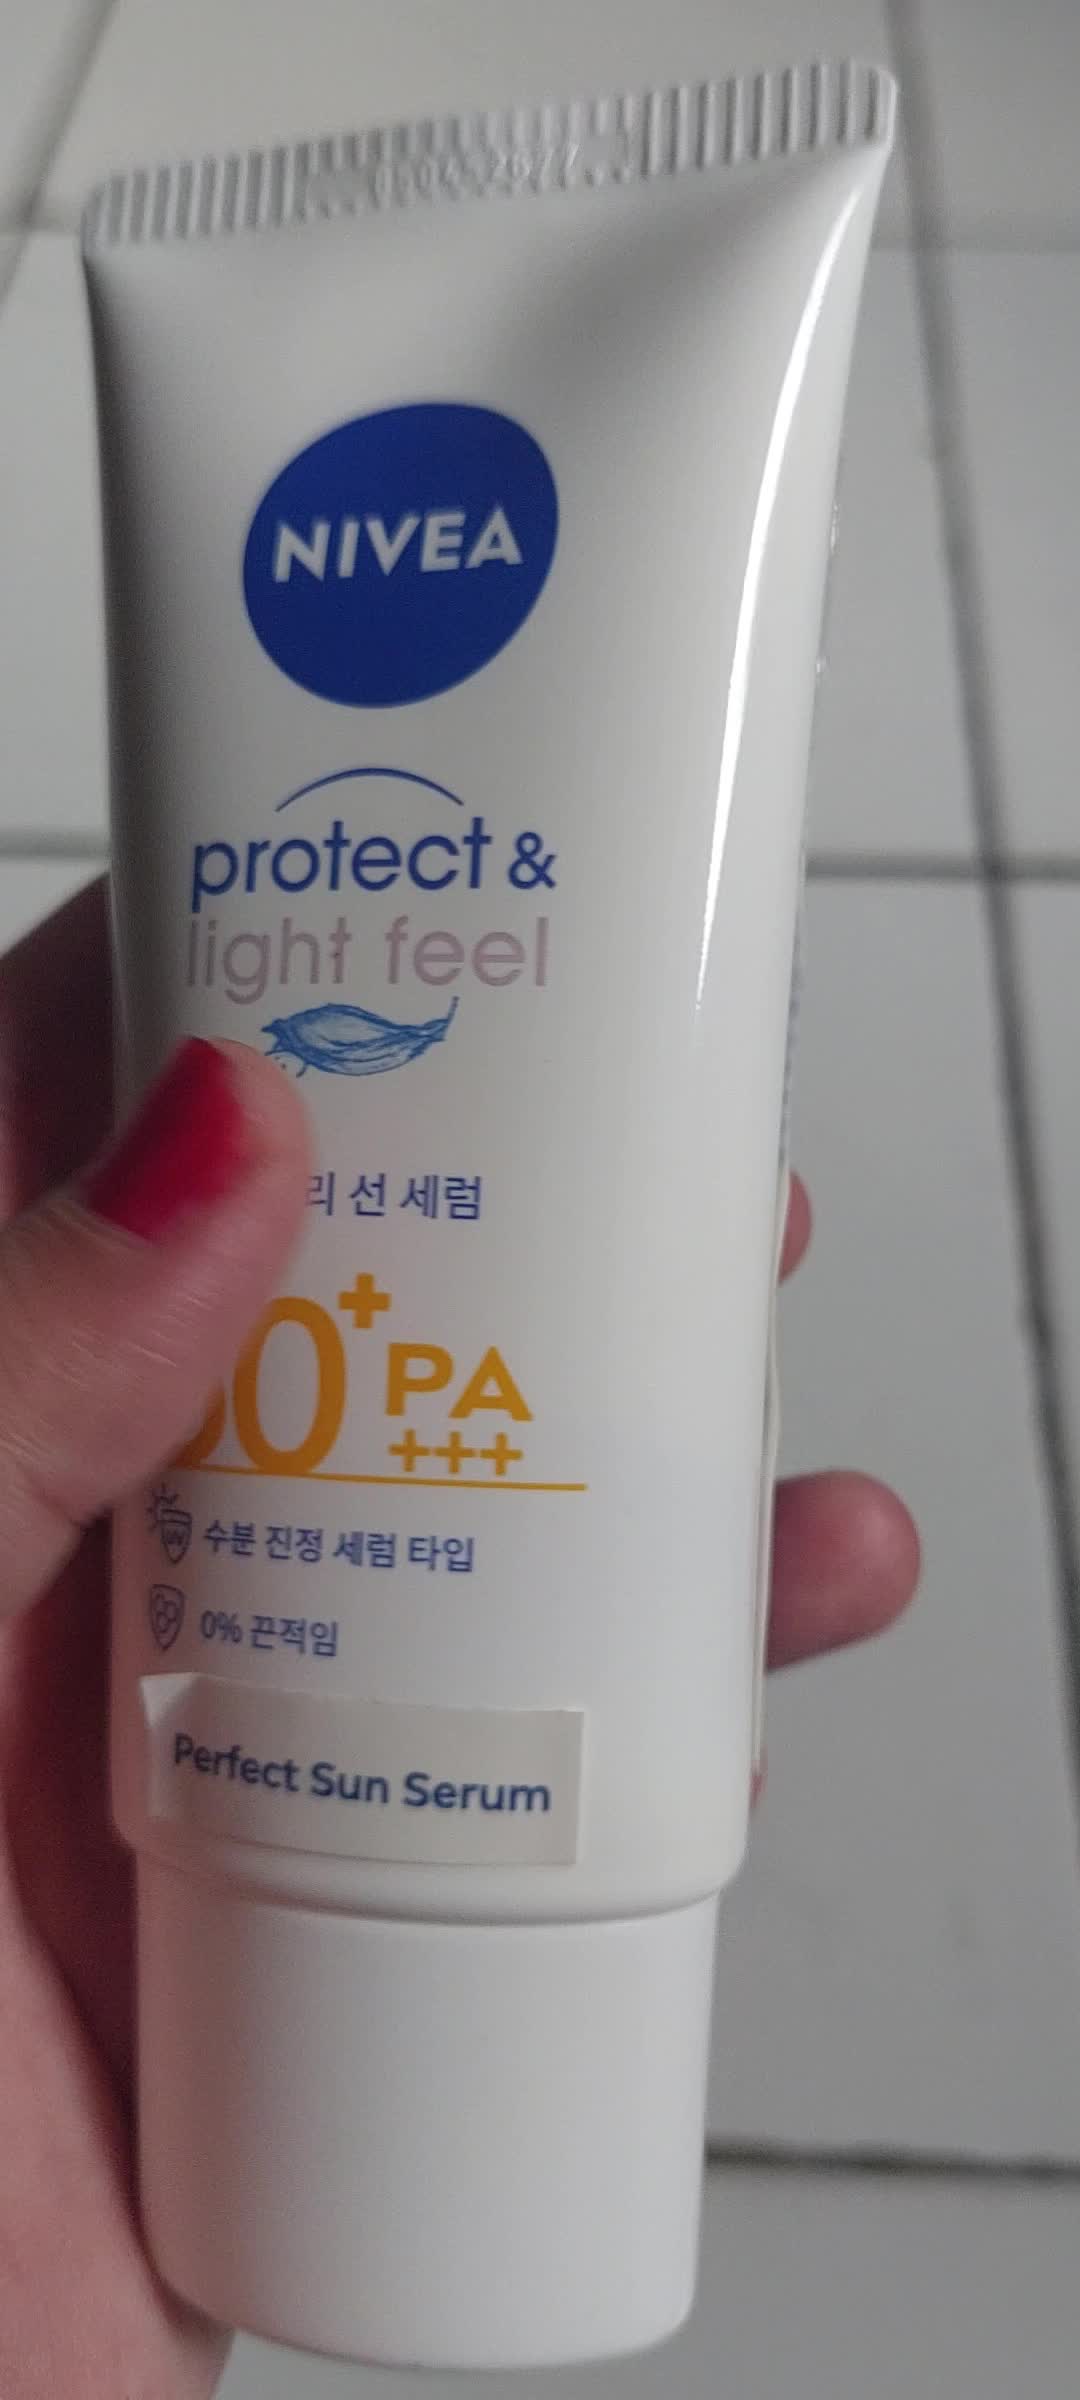 NIVEA
protect &
light feel
선 세럼
PA
+++
수분 진정 세럼 타입
0% 끈적임
Perfect Sun Serum